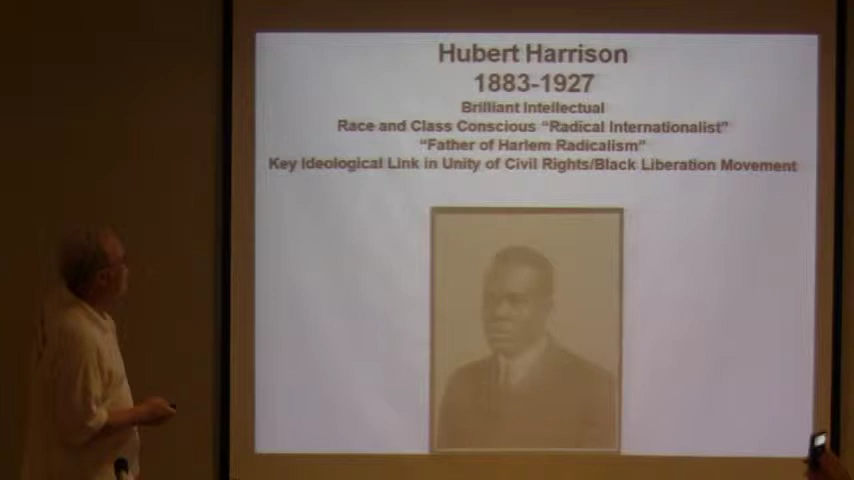 Hubert Harrison
1883-1927
Brilliant Intellectual
Race and Class Conscious “Radical Internationalist”
“Father of Harlem Radicalism”
Key Ideological Link in Unity of Civil Rights/Black Liberation Movement